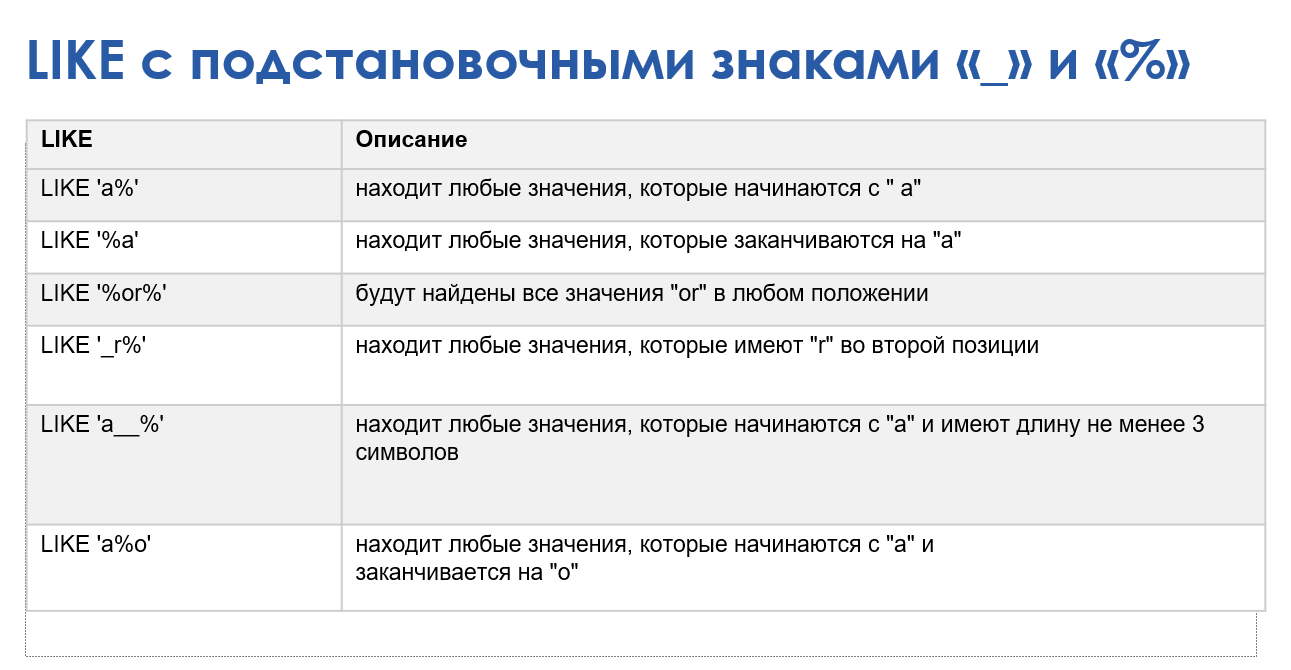 LIKE с подстановочными знаками «_» и «%»
LIKE
Описание
LIKE 'a%'
находит любые значения, которые начинаются с " a"
LIKE '%a'
находит любые значения, которые заканчиваются на "a"
LIKE '%or%'
будут найдены все значения "or" в любом положении
LIKE '_r%'
находит любые значения, которые имеют "r" во второй позиции
LIKE 'a__%'
находит любые значения, которые начинаются с "a" и имеют длину не менее 3
символов
LIKE 'a%o'
находит любые значения, которые начинаются с "a" и
заканчивается на "o"